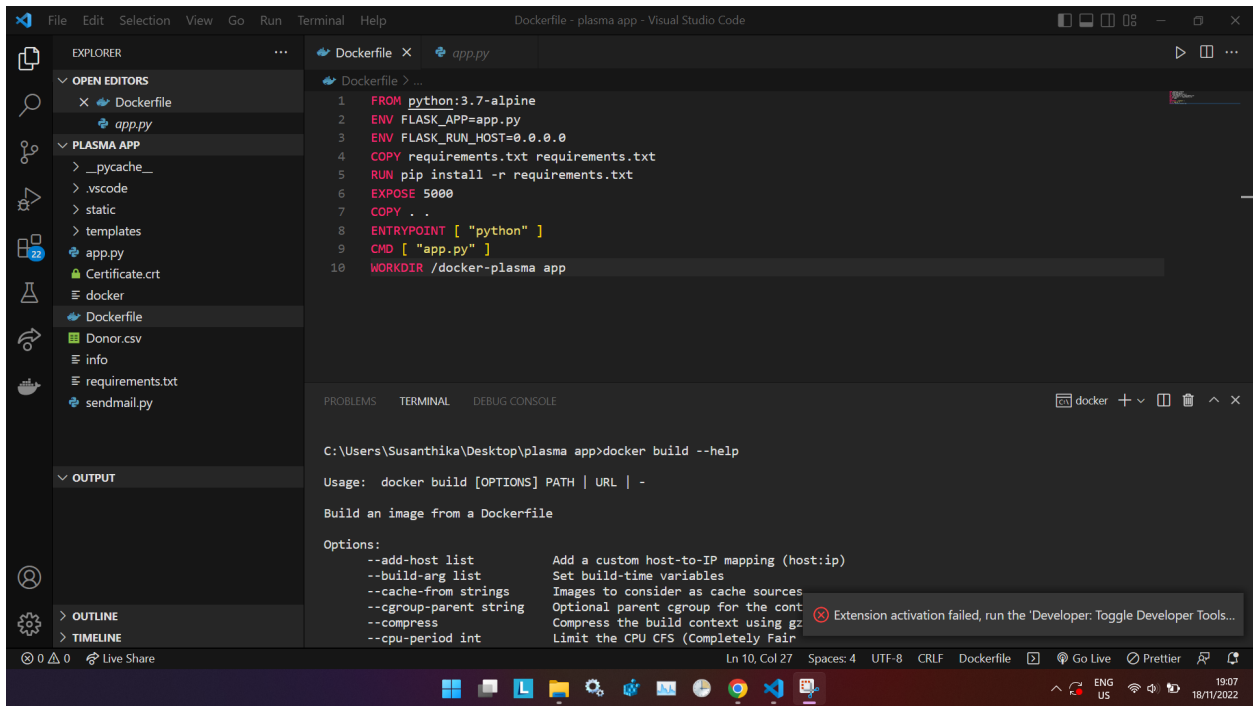 File Edit Selection View Go Run Terminal Help Dockerfile - plasma app - Visual Studio Code
EXPLORER
OPEN EDITORS
Dockerfile
app.py
PLASMA APP
__pycache__
.vscode
static
templates
app.py
Certificate.crt
docker
Dockerfile
Donor.csv
info
requirements.txt
sendmail.py
OUTPUT
OUTLINE
TIMELINE
22
Dockerfile app.py
Dockerfile > ...
1 FROM python:3.7-alpine
2 ENV FLASK_APP=app.py
3 ENV FLASK_RUN_HOST=0.0.0.0
4 COPY requirements.txt requirements.txt
5 RUN pip install -r requirements.txt
6 EXPOSE 5000
7 COPY . .
8 ENTRYPOINT [ "python" ]
9 CMD [ "app.py" ]
10 WORKDIR /docker-plasma app
PROBLEMS TERMINAL DEBUG CONSOLE docker
C:\Users\Susanthika\Desktop\plasma app>docker build --help
Usage: docker build [OPTIONS] PATH | URL | -
Build an image from a Dockerfile
Options:
--add-host list Add a custom host-to-IP mapping (host:ip)
--build-arg list Set build-time variables
--cache-from strings Images to consider as cache sources
--cgroup-parent string Optional parent cgroup for the cont
--compress Compress the build context using gz
--cpu-period int Limit the CPU CFS (Completely Fair
Extension activation failed, run the 'Developer: Toggle Developer Tools...
0 0 Live Share Ln 10, Col 27 Spaces: 4 UTF-8 CRLF Dockerfile Go Live Prettier
ENG 19:07
US 18/11/2022